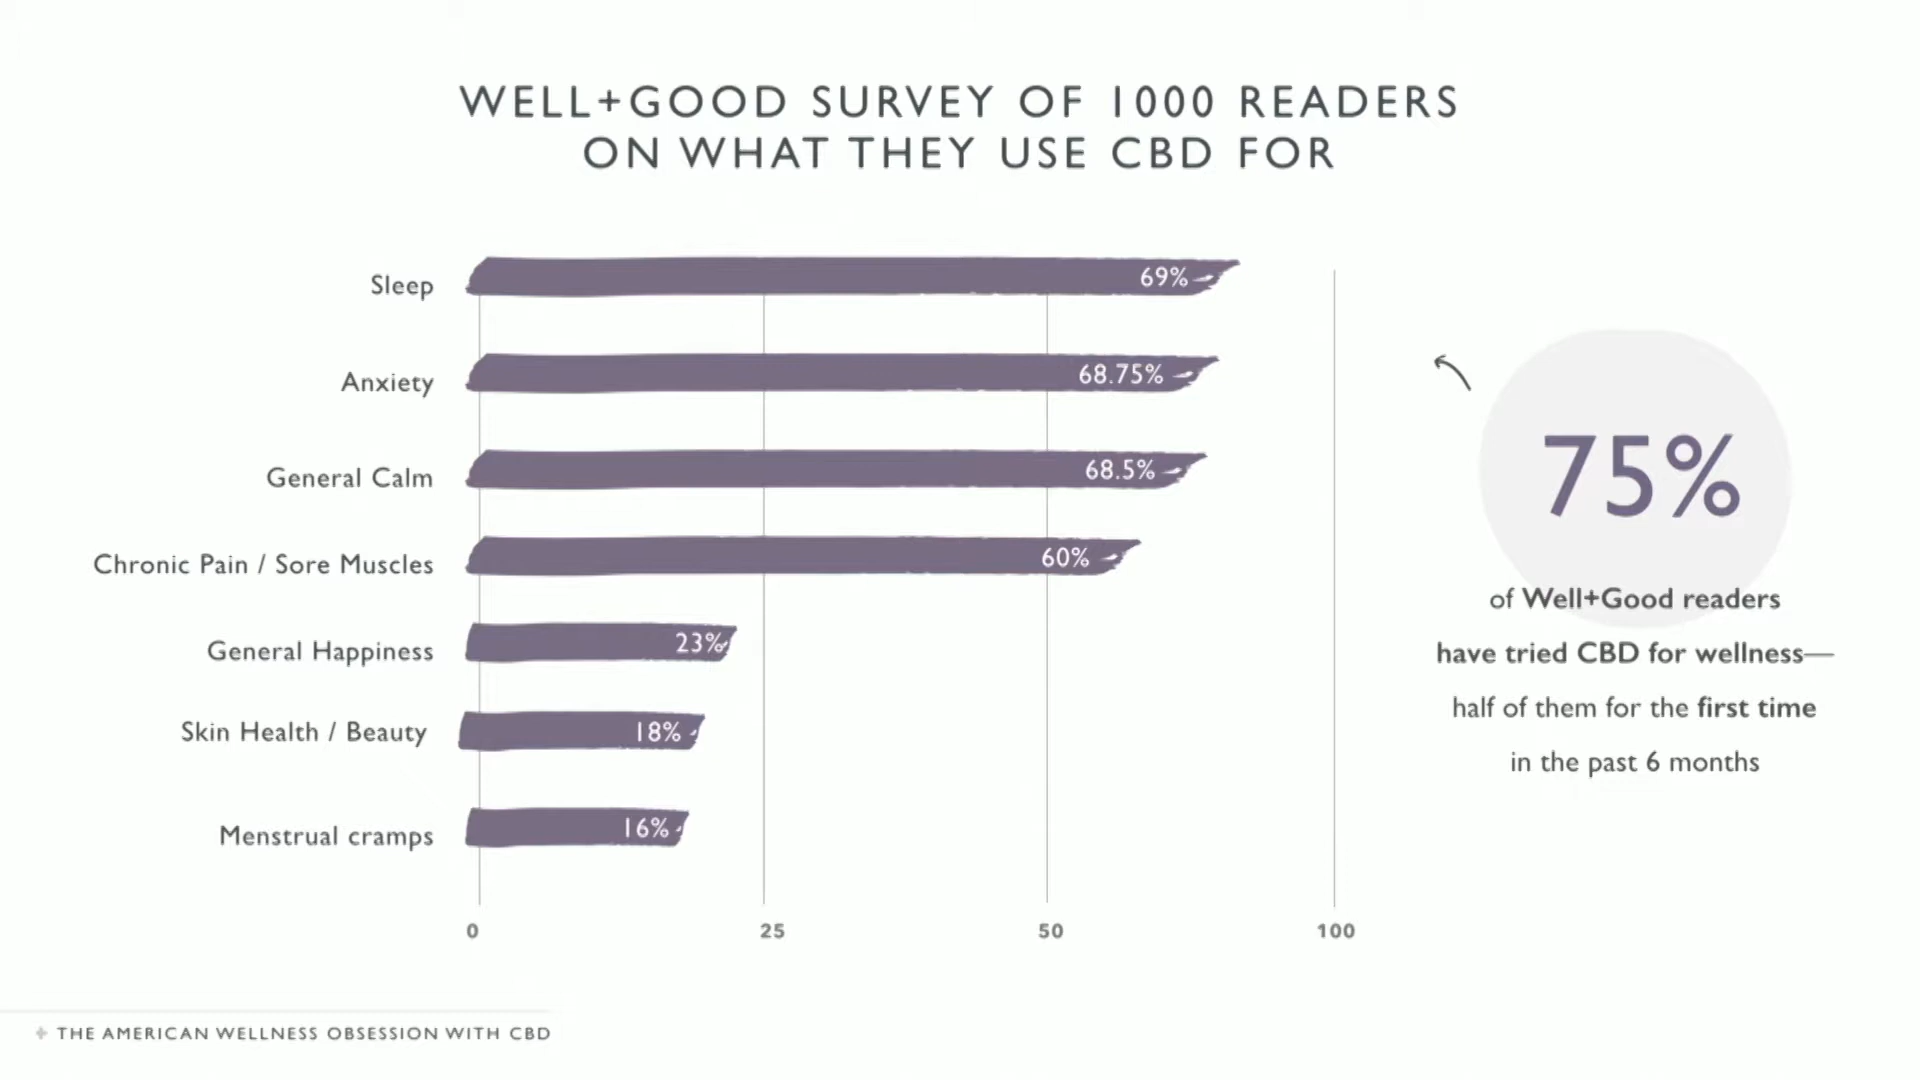 WELL+GOOD SURVEY OF 1000 READERS
ON WHAT THEY USE CBD FOR
Sleep 69%
Anxiety 68.75%
General Calm 68.5%
Chronic Pain / Sore Muscles 60%
General Happiness 23%
Skin Health / Beauty 18%
Menstrual cramps 16%
0 25 50 100
75%
of Well+Good readers
have tried CBD for wellness—
half of them for the first time
in the past 6 months
+ THE AMERICAN WELLNESS OBSESSION WITH CBD